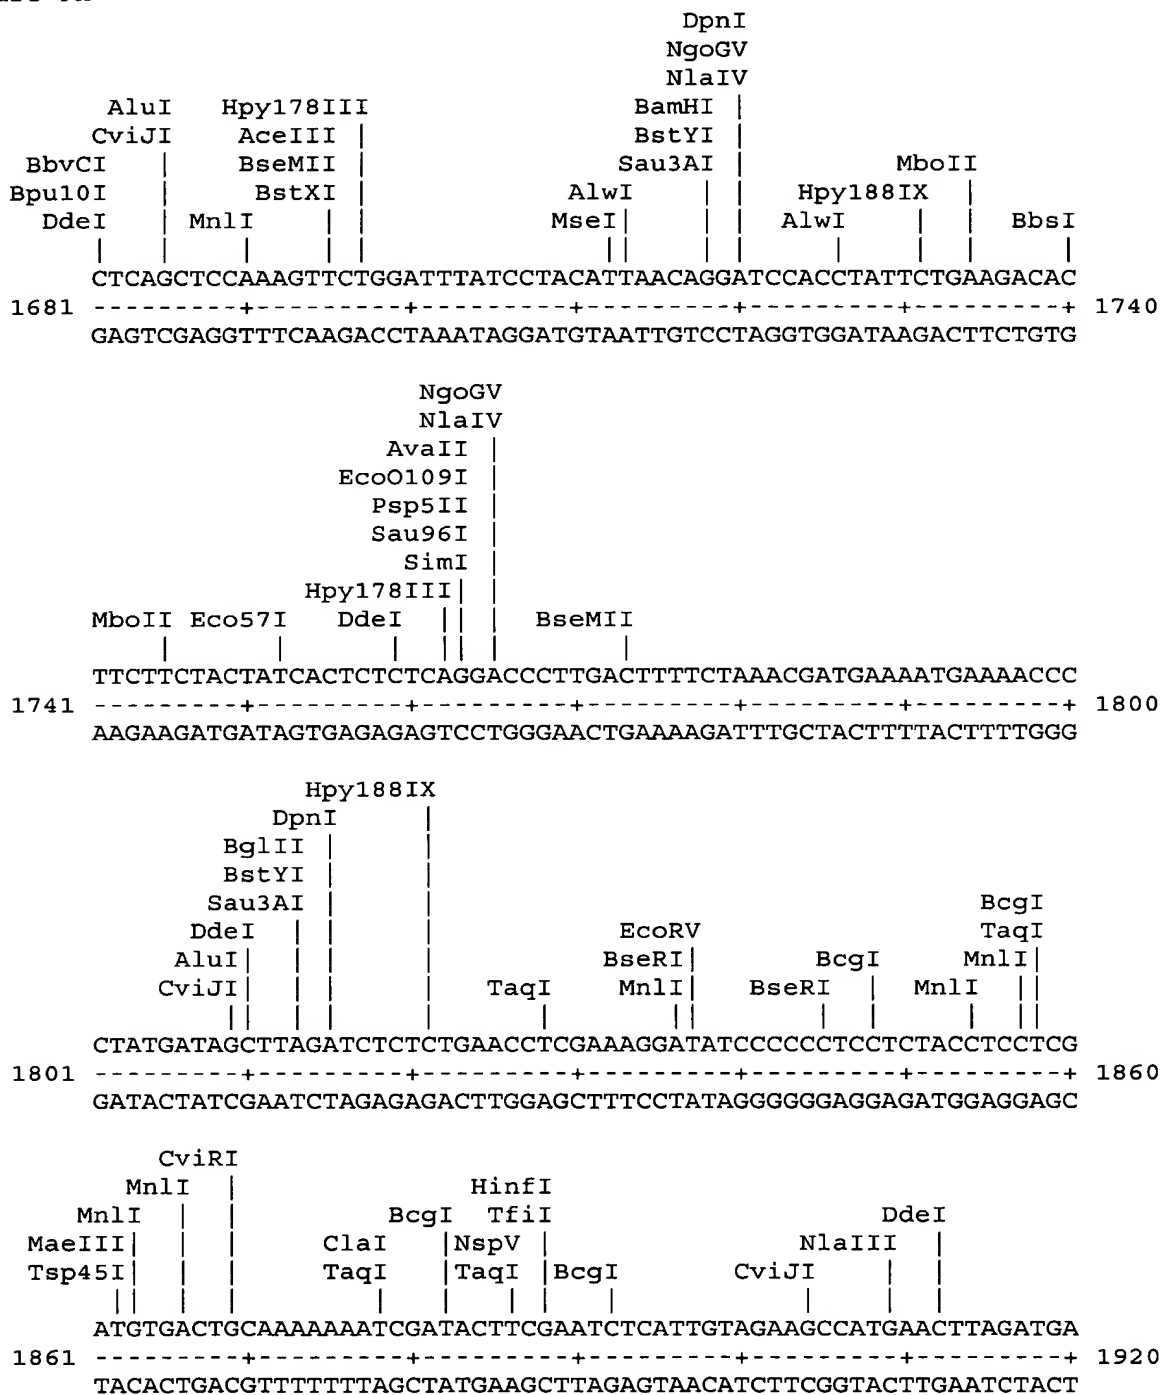 DpnI
NgoGV
NlaIV
AluI Hpy178III BamHI
CviJI AceIII BstYI
BbvCI BseMII Sau3AI MboII
Bpu10I BstXI AlwI Hpy188IX
DdeI MnlI MseI AlwI BbsI
CTCAGCTCCAAAGTTCTGGATTTATCCTACATTAACAGGATCCACCTATTCTGAAGACAC
1681 ---------+---------+---------+---------+---------+---------+ 1740
GAGTCGAGGTTTCAAGACCTAAATAGGATGTAATTGTCCTAGGTGGATAAGACTTCTGTG
NgoGV
NlaIV
AvaII
EcoO109I
Psp5II
Sau96I
SimI
Hpy178III
MboII Eco57I DdeI BseMII
TTCTTCTACTATCACTCTCTCAGGACCCTTGACTTTTCTAAACGATGAAAATGAAAACCC
1741 ---------+---------+---------+---------+---------+---------+ 1800
AAGAAGATGATAGTGAGAGAGTCCTGGGAACTGAAAAGATTTGCTACTTTTACTTTTGGG
Hpy188IX
DpnI
BglII
BstYI
Sau3AI BcgI
DdeI EcoRV TaqI
AluI BseRI BcgI MnlI
CviJI TaqI MnlI BseRI MnlI
CTATGATAGCTTAGATCTCTCTGAACCTCGAAAGGATATCCCCCCTCCTCTACCTCCTCG
1801 ---------+---------+---------+---------+---------+---------+ 1860
GATACTATCGAATCTAGAGAGACTTGGAGCTTTCCTATAGGGGGGAGGAGATGGAGGAGC
CviRI
MnlI HinfI
MnlI BcgI TfiI DdeI
MaeIII ClaI NspV NlaIII
Tsp45I TaqI TaqI BcgI CviJI
ATGTGACTGCAAAAAAATCGATACTTCGAATCTCATTGTAGAAGCCATGAACTTAGATGA
1861 ---------+---------+---------+---------+---------+---------+ 1920
TACACTGACGTTTTTTTAGCTATGAAGCTTAGAGTAACATCTTCGGTACTTGAATCTACT